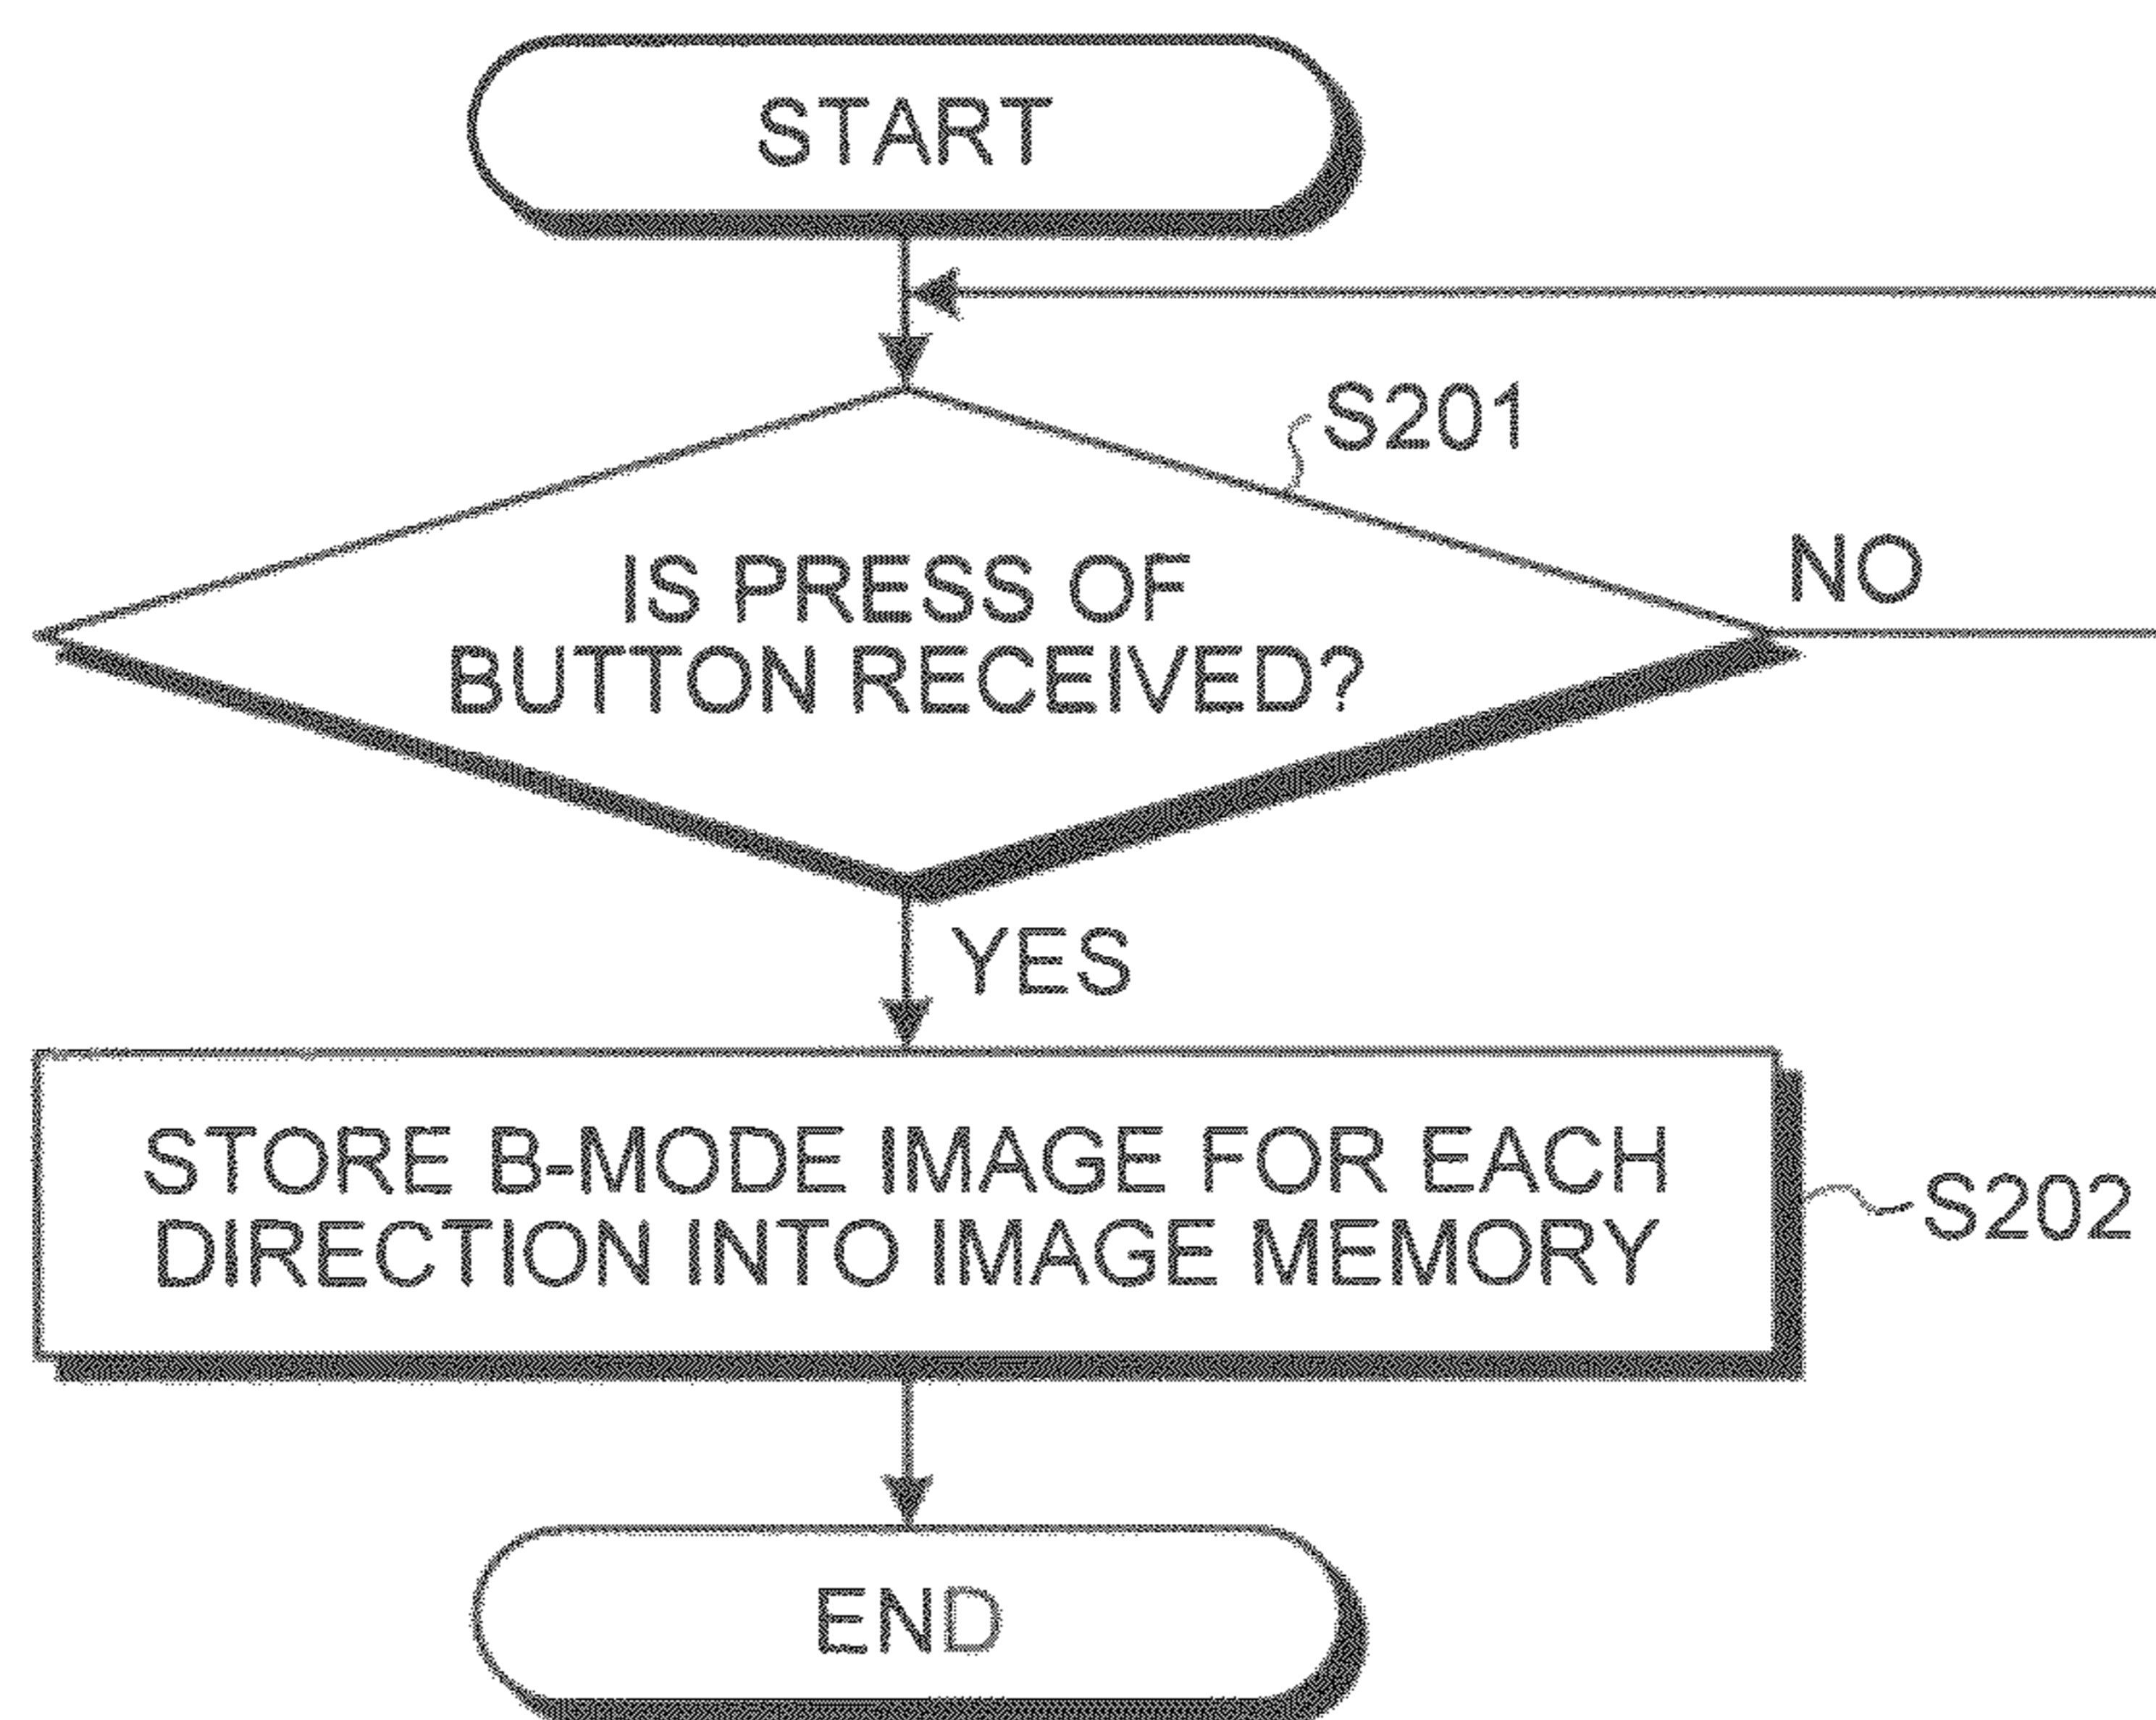 START
S201
IS PRESS OF
BUTTON RECEIVED?
NO
YES
STORE B-MODE IMAGE FOR EACH
DIRECTION INTO IMAGE MEMORY
S202
END